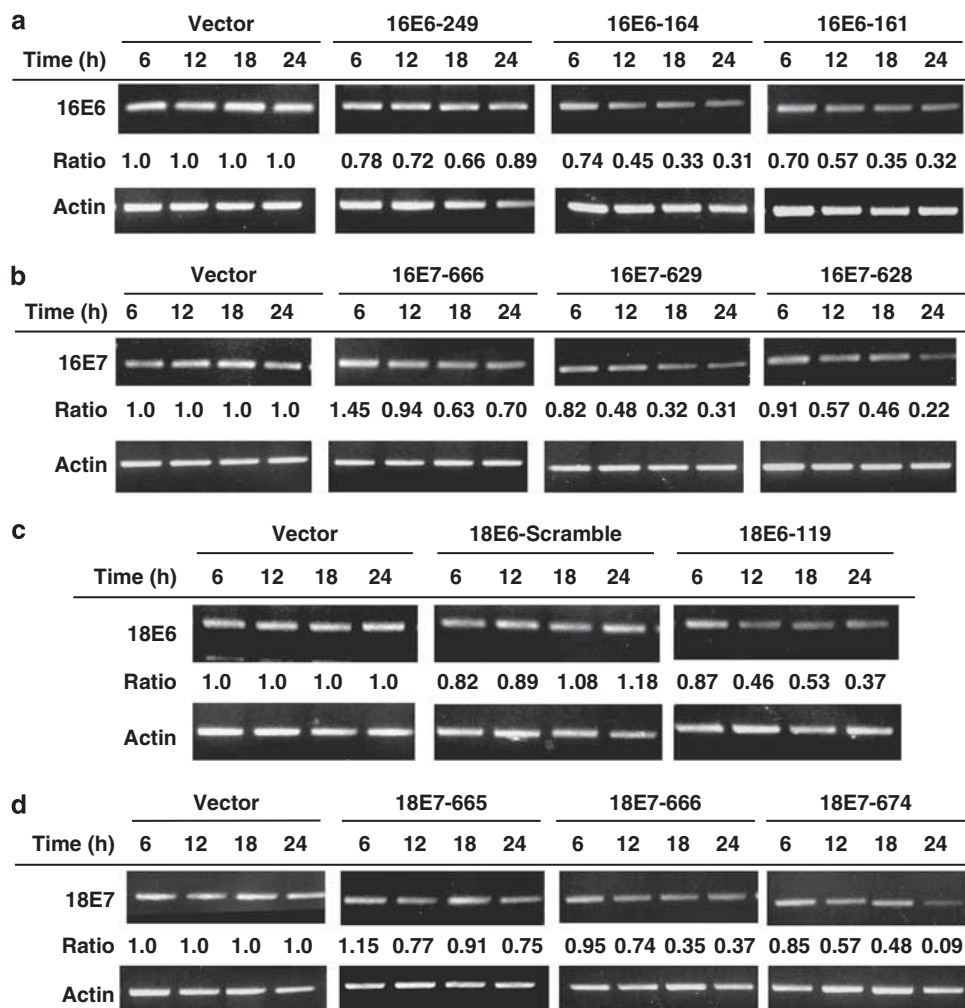 a Vector 16E6-249 16E6-164 16E6-161
Time (h) 6 12 18 24 6 12 18 24 6 12 18 24 6 12 18 24
16E6
Ratio 1.0 1.0 1.0 1.0 0.78 0.72 0.66 0.89 0.74 0.45 0.33 0.31 0.70 0.57 0.35 0.32
Actin
b Vector 16E7-666 16E7-629 16E7-628
Time (h) 6 12 18 24 6 12 18 24 6 12 18 24 6 12 18 24
16E7
Ratio 1.0 1.0 1.0 1.0 1.45 0.94 0.63 0.70 0.82 0.48 0.32 0.31 0.91 0.57 0.46 0.22
Actin
c Vector 18E6-Scramble 18E6-119
Time (h) 6 12 18 24 6 12 18 24 6 12 18 24
18E6
Ratio 1.0 1.0 1.0 1.0 0.82 0.89 1.08 1.18 0.87 0.46 0.53 0.37
Actin
d Vector 18E7-665 18E7-666 18E7-674
Time (h) 6 12 18 24 6 12 18 24 6 12 18 24 6 12 18 24
18E7
Ratio 1.0 1.0 1.0 1.0 1.15 0.77 0.91 0.75 0.95 0.74 0.35 0.37 0.85 0.57 0.48 0.09
Actin